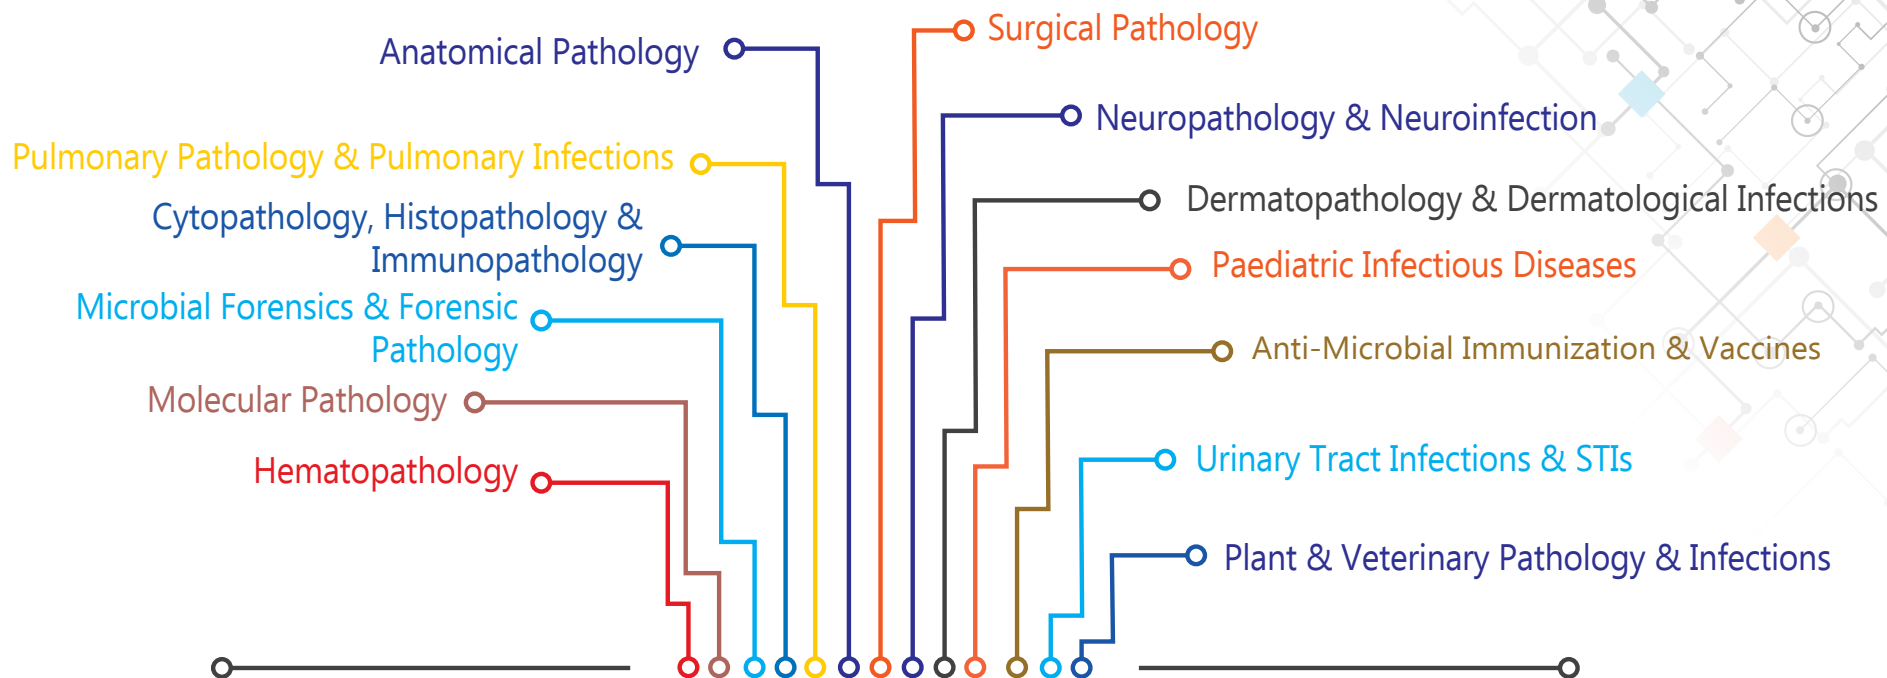 Anatomical Pathology
Pulmonary Pathology & Pulmonary Infections
Cytopathology, Histopathology &
Immunopathology
Microbial Forensics & Forensic
Pathology
Molecular Pathology
Hematopathology
Surgical Pathology
Neuropathology & Neuroinfection
Dermatopathology & Dermatological Infections
Paediatric Infectious Diseases
Anti-Microbial Immunization & Vaccines
Urinary Tract Infections & STIs
Plant & Veterinary Pathology & Infections